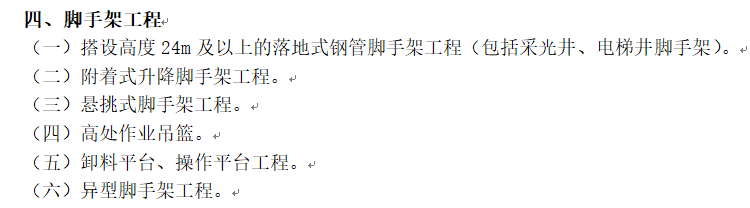 四、脚手架工程
（一）搭设高度 24m 及以上的落地式钢管脚手架工程（包括采光井、电梯井脚手架）。
（二）附着式升降脚手架工程。
（三）悬挑式脚手架工程。
（四）高处作业吊篮。
（五）卸料平台、操作平台工程。
（六）异型脚手架工程。